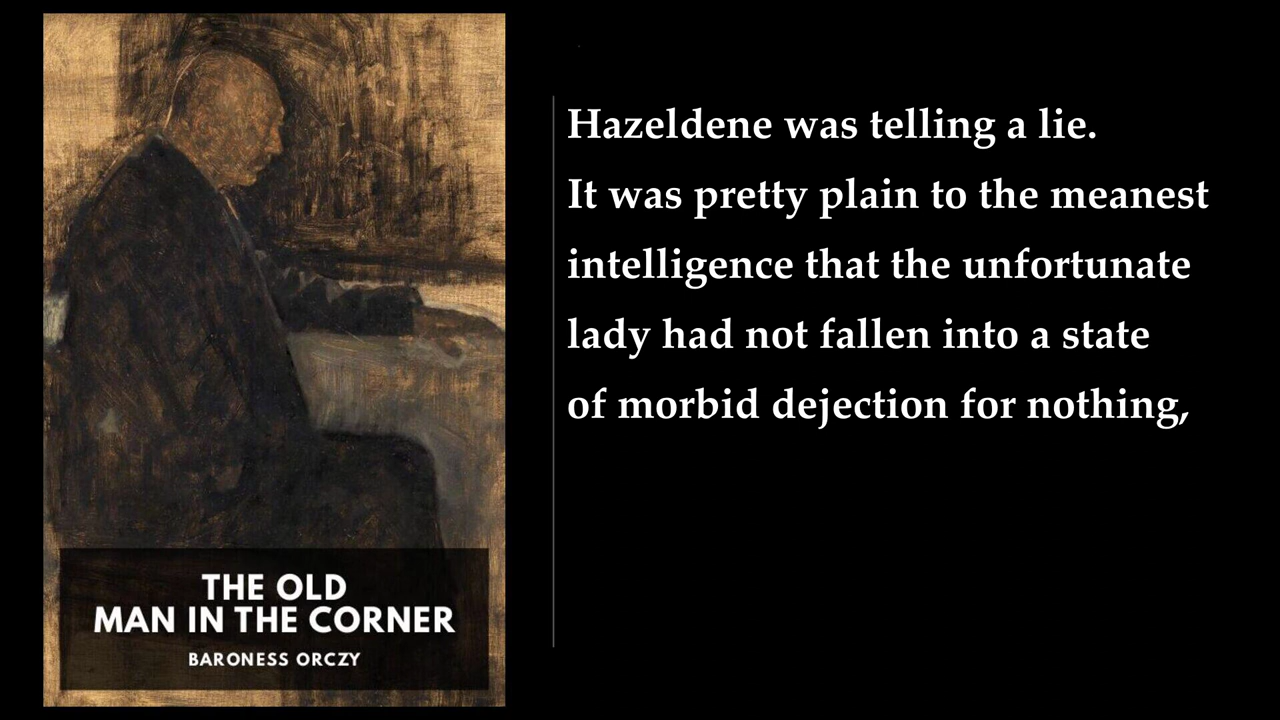 Hazeldene was telling a lie.
It was pretty plain to the meanest
intelligence that the unfortunate
lady had not fallen into a state
of morbid dejection for nothing,
THE OLD
MAN IN THE CORNER
BARONESS ORCZY